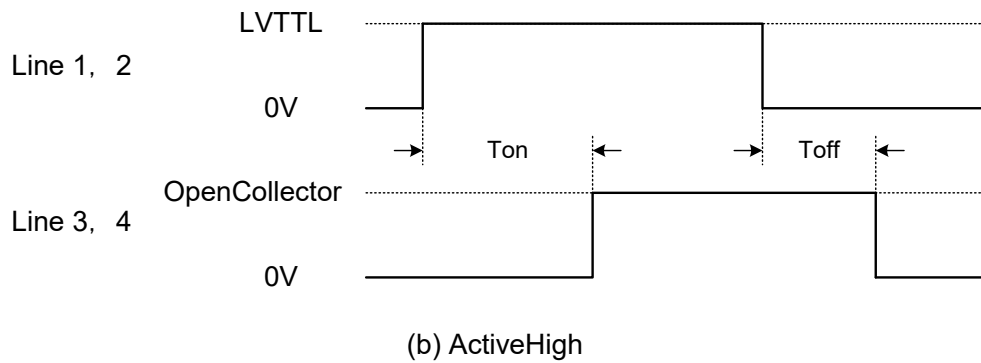 LVTTL
Line 1, 2
0V
Ton
Toff
OpenCollector
Line 3, 4
0V
(b) ActiveHigh